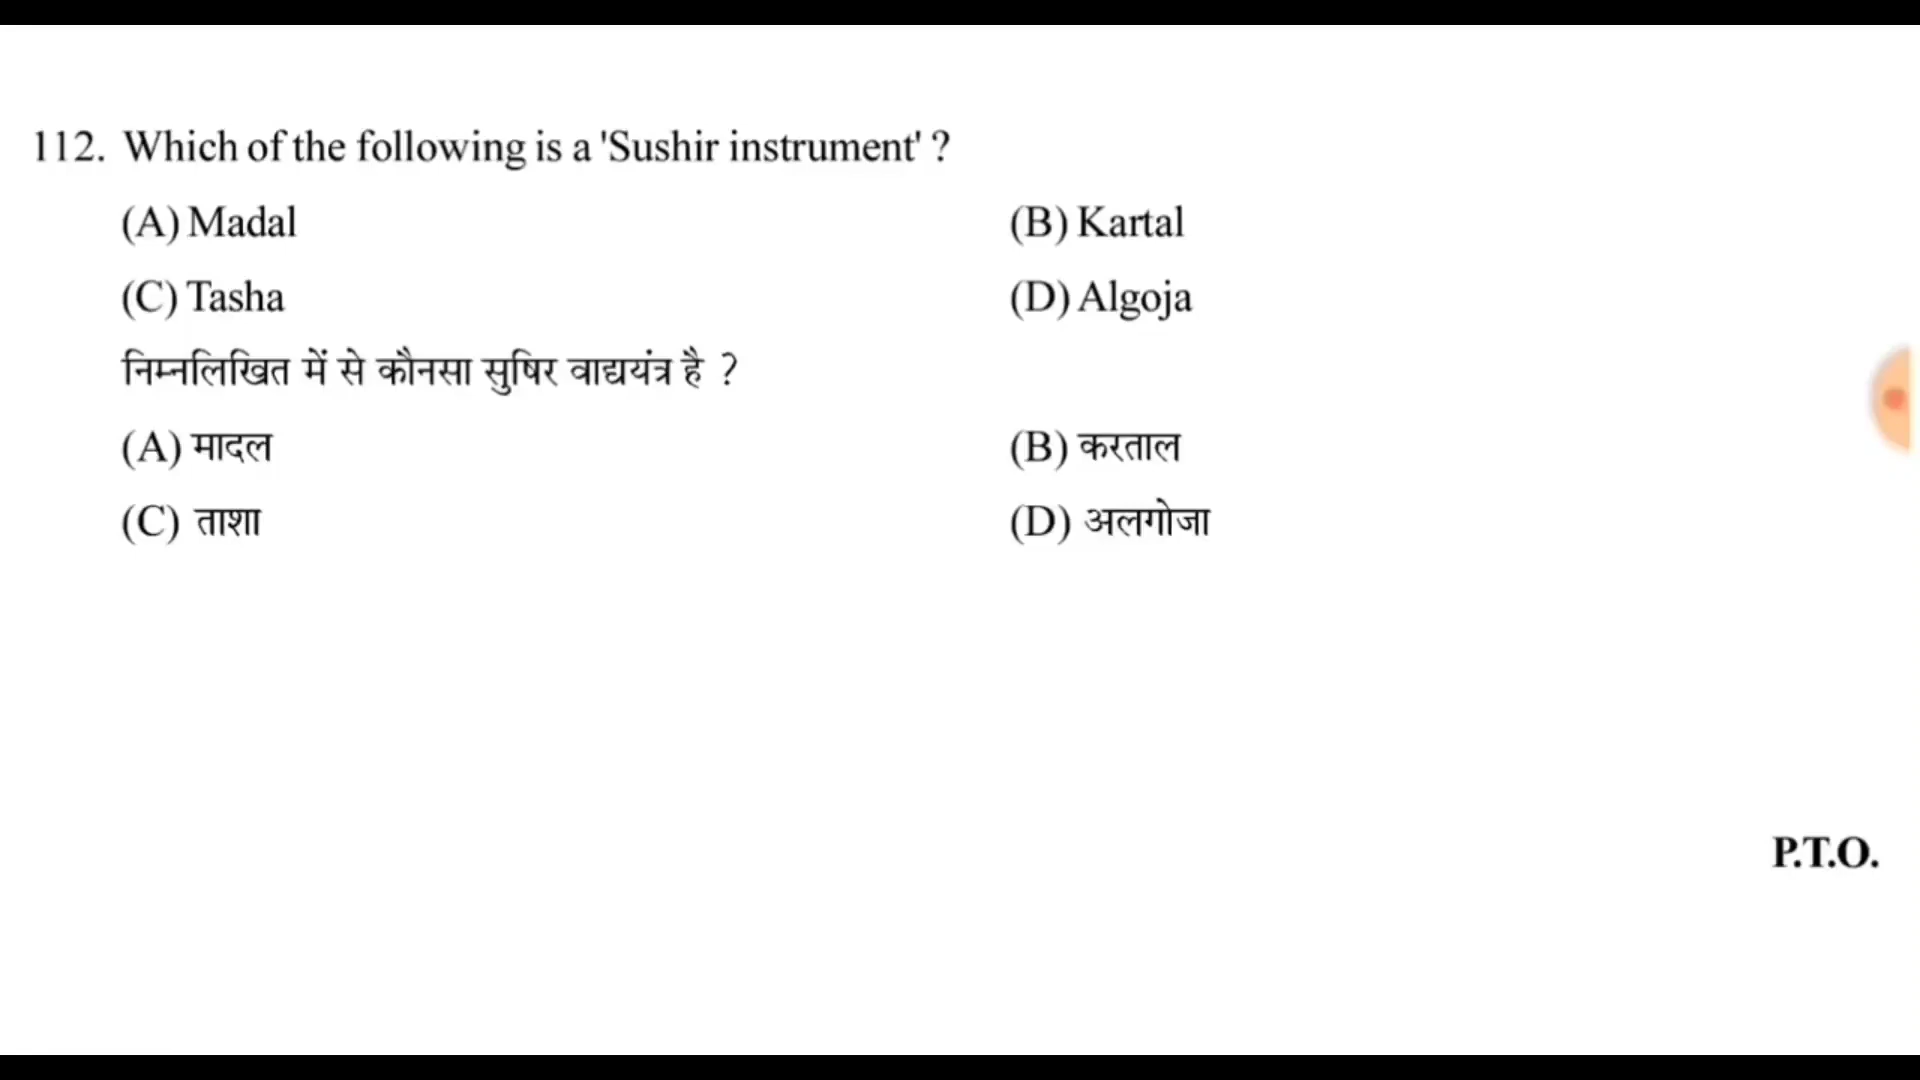 112. Which of the following is a 'Sushir instrument' ?
(A) Madal (B) Kartal
(C) Tasha (D) Algoja
निम्नलिखित में से कौनसा सुषिर वाद्ययंत्र है ?
(A) मादल (B) करताल
(C) ताशा (D) अलगोजा
P.T.O.